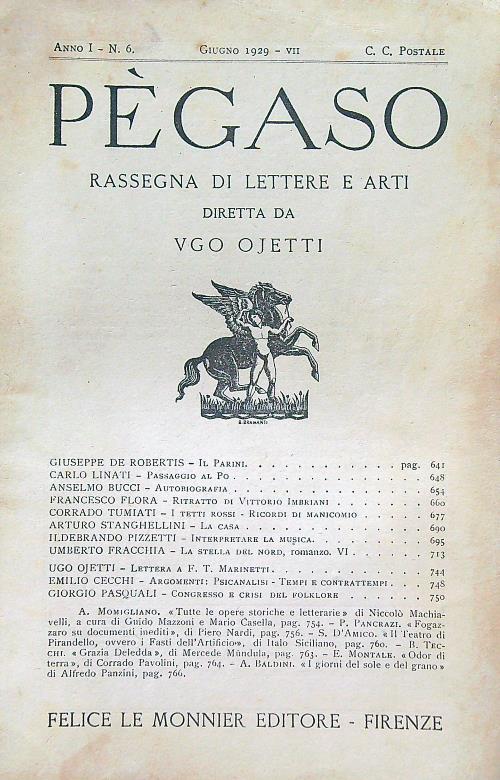 ANNO I - N. 6. GIUGNO 1929 - VII C. C. POSTALE
PÈGASO
RASSEGNA DI LETTERE E ARTI
DIRETTA DA
VGO OJETTI
B. BRAMANTI
GIUSEPPE DE ROBERTIS - IL PARINI. . . . . . . . . . . . . pag. 641
CARLO LINATI - PASSAGGIO AL PO . . . . . . . . . . . . . 648
ANSELMO BUCCI - AUTOBIOGRAFIA . . . . . . . . . . . . . 654
FRANCESCO FLORA - RITRATTO DI VITTORIO IMBRIANI . . . . . . . 660
CORRADO TUMIATI - I TETTI ROSSI - RICORDI DI MANICOMIO . . . . . 677
ARTURO STANGHELLINI - LA CASA . . . . . . . . . . . . . 690
ILDEBRANDO PIZZETTI - INTERPRETARE LA MUSICA. . . . . . . . . 695
UMBERTO FRACCHIA - LA STELLA DEL NORD, romanzo. VI . . . . . . 713
UGO OJETTI - LETTERA A F. T. MARINETTI . . . . . . . . . . . 744
EMILIO CECCHI - ARGOMENTI: PSICANALISI - TEMPI E CONTRATTEMPI . . . 748
GIORGIO PASQUALI - CONGRESSO E CRISI DEL FOLKLORE . . . . . . 750
A. MOMIGLIANO. «Tutte le opere storiche e letterarie» di Niccolò Machia-
velli, a cura di Guido Mazzoni e Mario Casella, pag. 754. - P. PANCRAZI. «Fogaz-
zaro su documenti inediti», di Piero Nardi, pag. 756. - S. D'AMICO. «Il Teatro di
Pirandello, ovvero i Fasti dell'Artificio», di Italo Siciliano, pag. 760. - B. TEC-
CHI. «Grazia Deledda», di Mercede Mùndula, pag. 763. - E. MONTALE. «Odor di
terra», di Corrado Pavolini, pag. 764. - A. BALDINI. «I giorni del sole e del grano»
di Alfredo Panzini, pag. 766.
FELICE LE MONNIER EDITORE - FIRENZE